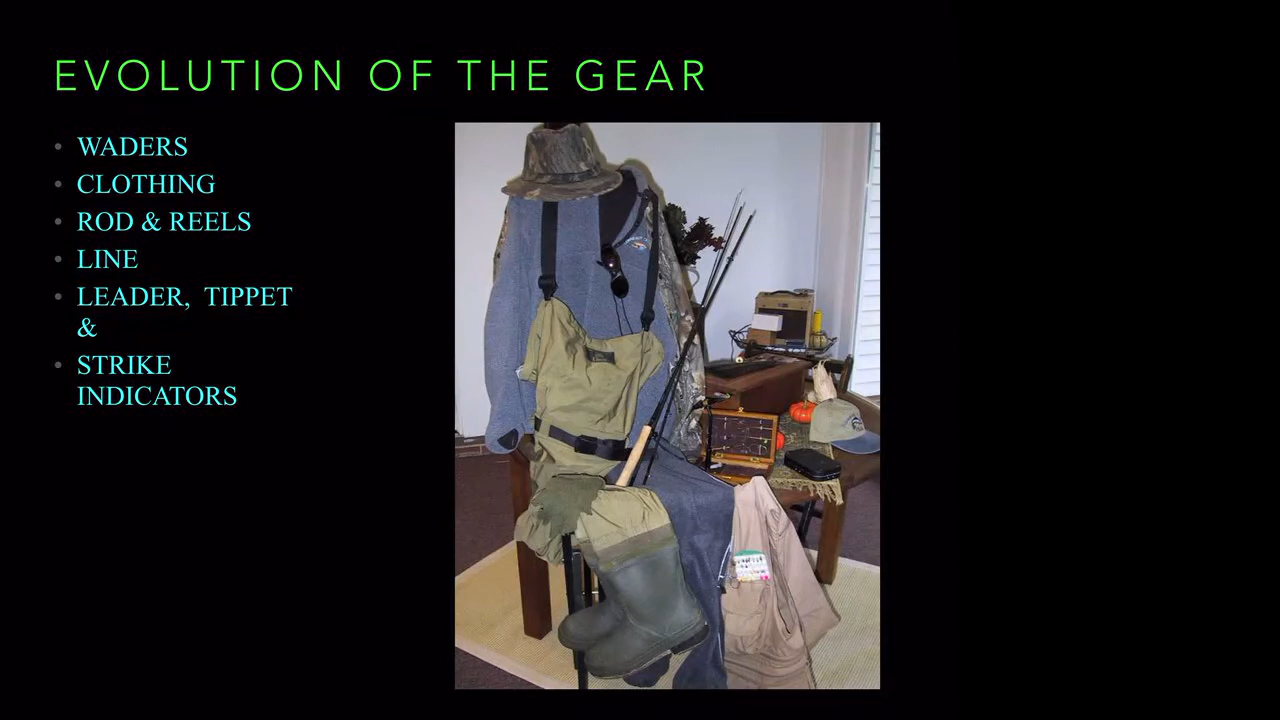 EVOLUTION OF THE GEAR
• WADERS
• CLOTHING
• ROD & REELS
• LINE
• LEADER, TIPPET
&
• STRIKE
INDICATORS